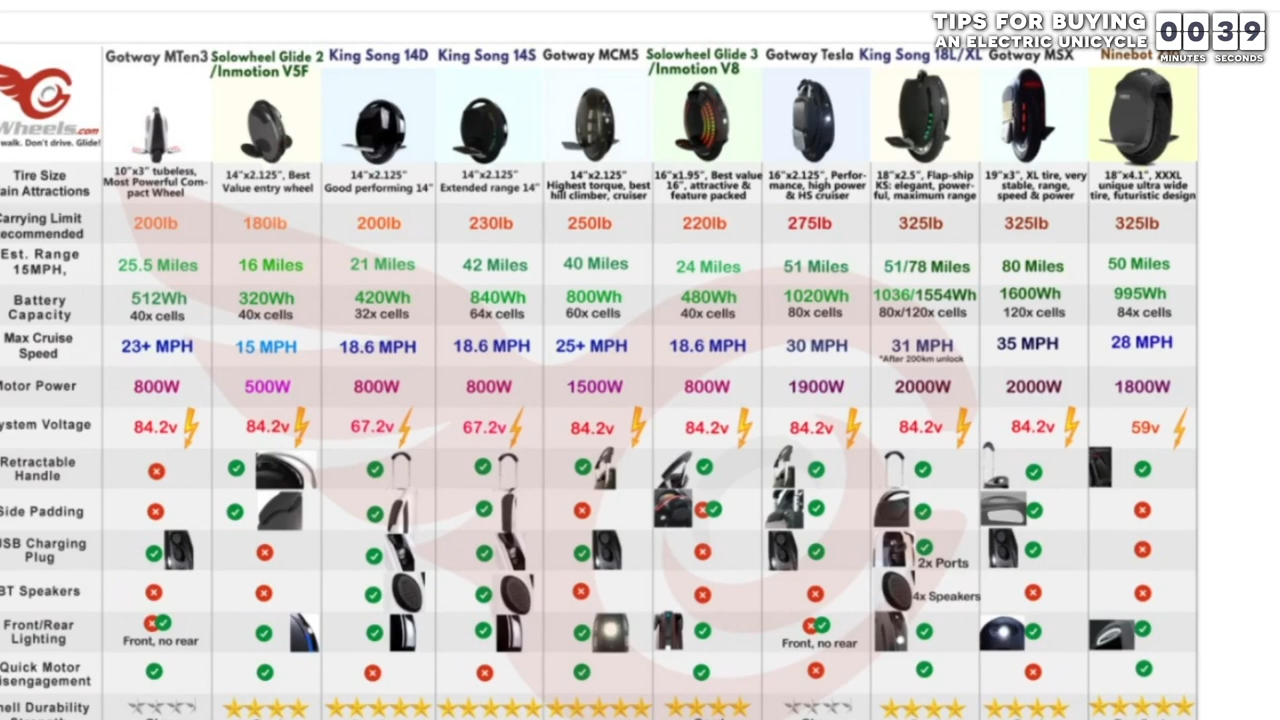 TIPS FOR BUYING
AN ELECTRIC UNICYCLE
00 39
MINUTES SECONDS
Gotway MTen3 Solowheel Glide 2 /Inmotion V5F King Song 14D King Song 14S Gotway MCM5 Solowheel Glide 3 /Inmotion V8 Gotway Tesla King Song 18L/XL Gotway MSX Ninebot
Wheels.com
walk. Don't drive. Glide!
Tire Size
ain Attractions
10"x3" tubeless, Most Powerful Compact Wheel
14"x2.125", Best Value entry wheel
14"x2.125" Good performing 14"
14"x2.125" Extended range 14"
14"x2.125" Highest torque, best hill climber, cruiser
16"x1.95", Best value 16", attractive & feature packed
16"x2.125", Performance, high power & HS cruiser
18"x2.5", Flap-ship KS: elegant, powerful, maximum range
19"x3", XL tire, very stable, range, speed & power
18"x4.1", XXXL unique ultra wide tire, futuristic design
Carrying Limit
ecommended
200lb 180lb 200lb 230lb 250lb 220lb 275lb 325lb 325lb 325lb
Est. Range
15MPH,
25.5 Miles 16 Miles 21 Miles 42 Miles 40 Miles 24 Miles 51 Miles 51/78 Miles 80 Miles 50 Miles
Battery
Capacity
512Wh 320Wh 420Wh 840Wh 800Wh 480Wh 1020Wh 1036/1554Wh 1600Wh 995Wh
40x cells 40x cells 32x cells 64x cells 60x cells 40x cells 80x cells 80x/120x cells 120x cells 84x cells
Max Cruise
Speed
23+ MPH 15 MPH 18.6 MPH 18.6 MPH 25+ MPH 18.6 MPH 30 MPH 31 MPH 35 MPH 28 MPH
*After 200km unlock
Motor Power 800W 500W 800W 800W 1500W 800W 1900W 2000W 2000W 1800W
ystem Voltage 84.2v 84.2v 67.2v 67.2v 84.2v 84.2v 84.2v 84.2v 84.2v 59v
Retractable
Handle
Side Padding
USB Charging
Plug
2x Ports
BT Speakers
4x Speakers
Front/Rear
Lighting
Front, no rear
Front, no rear
Quick Motor
isengagement
hell Durability